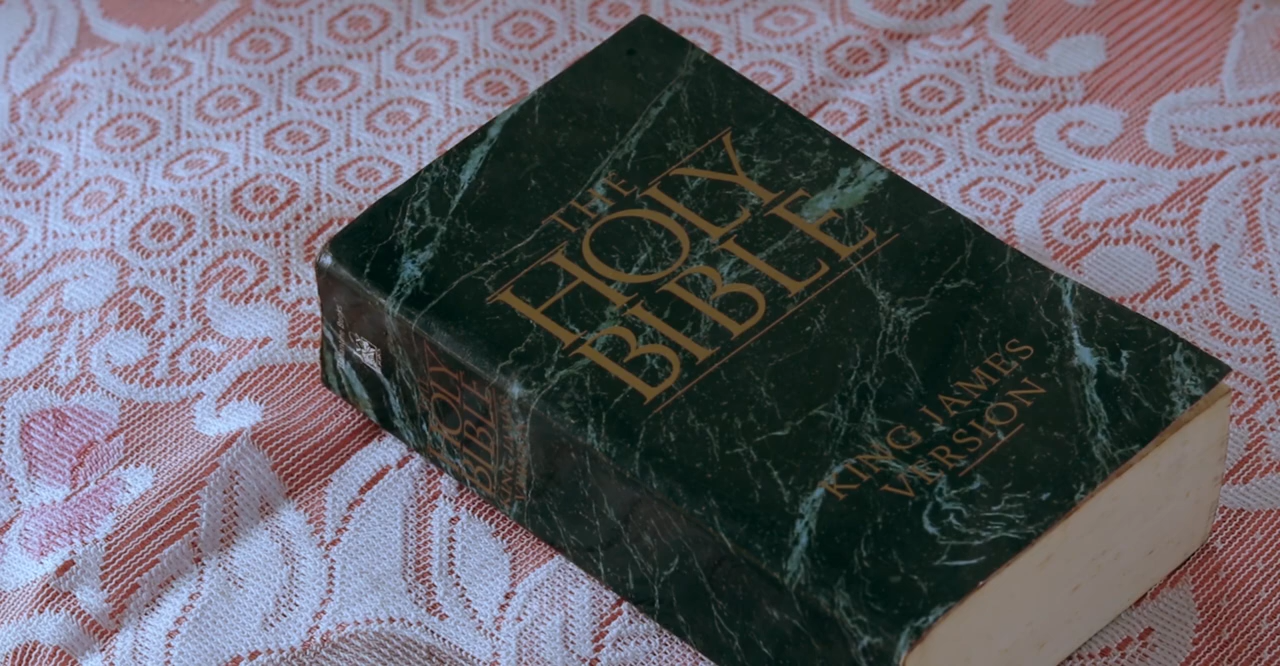 THE
HOLY
BIBLE
KING JAMES
VERSION
HOLY
BIBLE